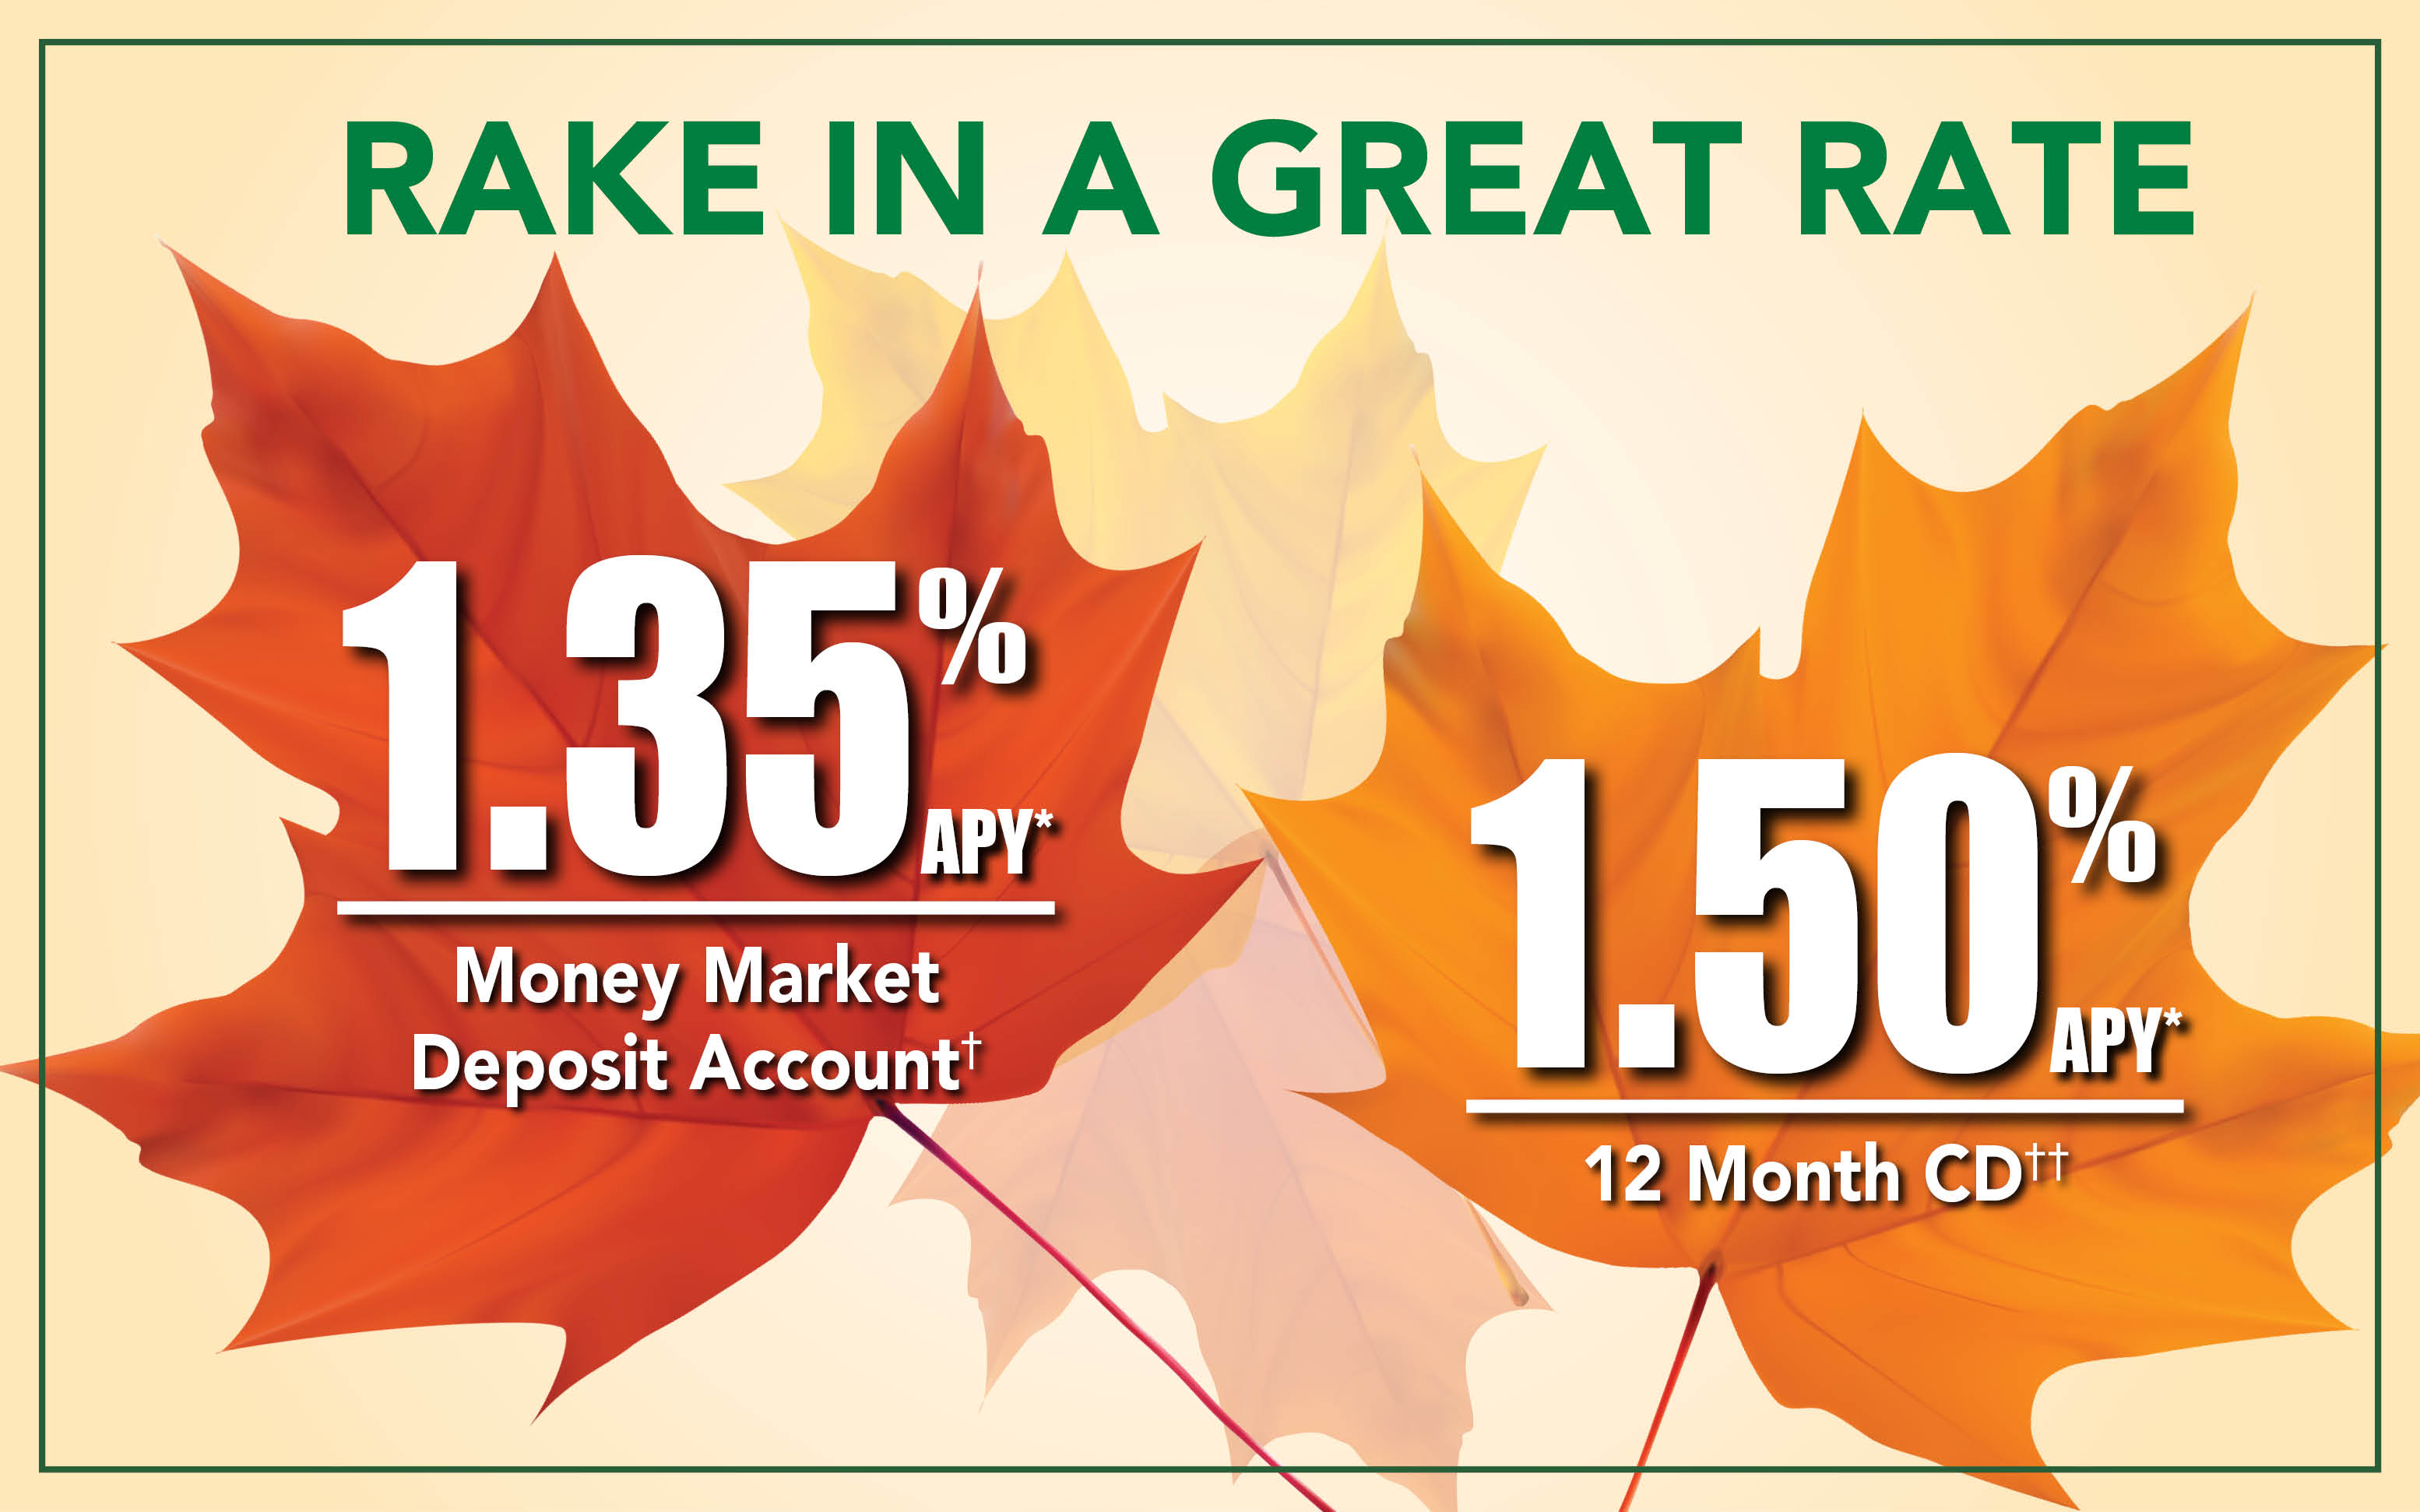 RAKE IN A GREAT RATE
1.35% APY*
Money Market
Deposit Account†
1.50% APY*
12 Month CD††